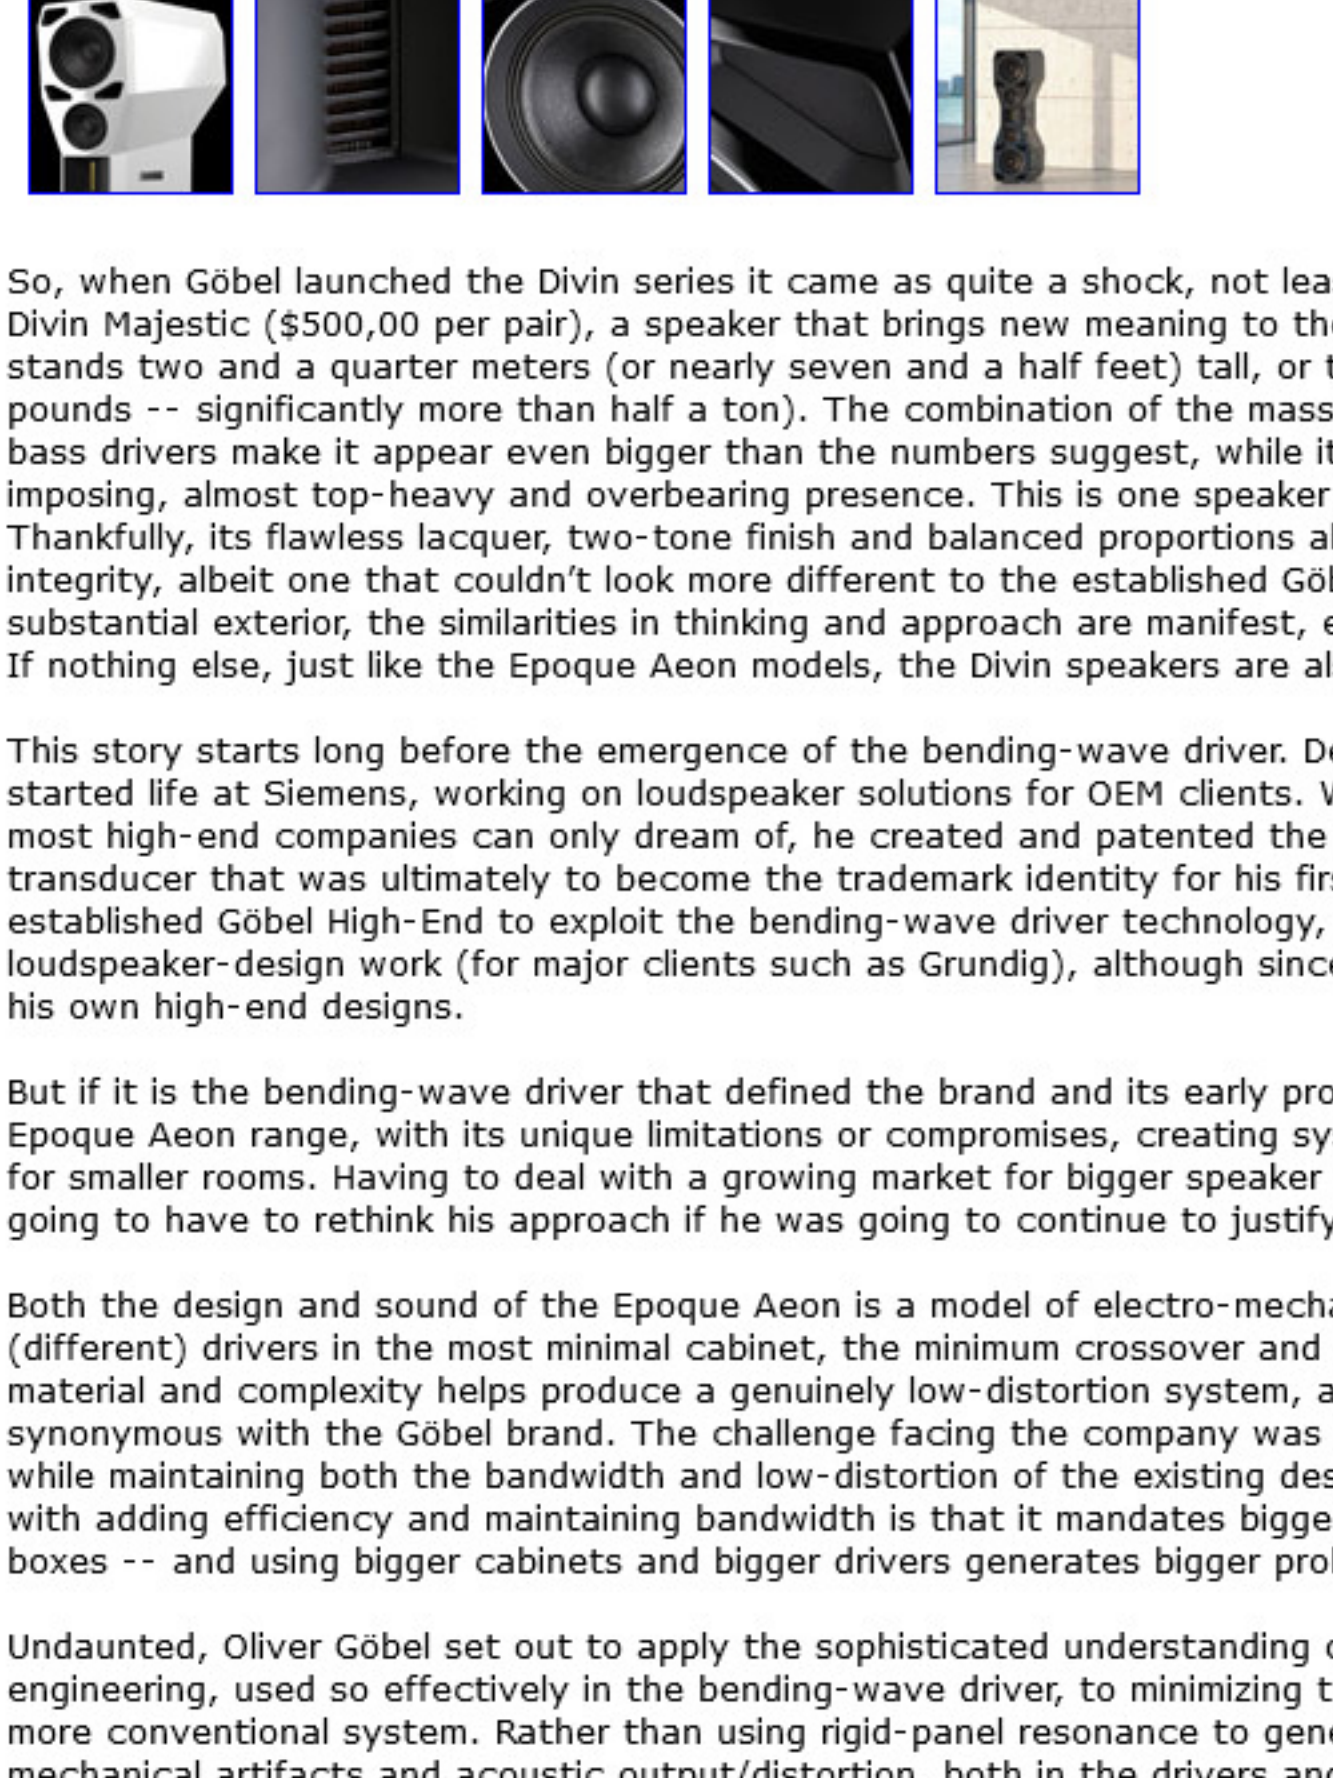 So, when Göbel launched the Divin series it came as quite a shock, not
Divin Majestic ($500,00 per pair), a speaker that brings new meaning to
stands two and a quarter meters (or nearly seven and a half feet) tall, or
pounds -- significantly more than half a ton). The combination of the mass
bass drivers make it appear even bigger than the numbers suggest, while
imposing, almost top-heavy and overbearing presence. This is one speaker
Thankfully, its flawless lacquer, two-tone finish and balanced proportions
integrity, albeit one that couldn't look more different to the established
substantial exterior, the similarities in thinking and approach are manifest,
If nothing else, just like the Epoque Aeon models, the Divin speakers are
This story starts long before the emergence of the bending-wave driver.
started life at Siemens, working on loudspeaker solutions for OEM clients.
most high-end companies can only dream of, he created and patented the
transducer that was ultimately to become the trademark identity for his
established Göbel High-End to exploit the bending-wave driver technology,
loudspeaker-design work (for major clients such as Grundig), although
his own high-end designs.
But if it is the bending-wave driver that defined the brand and its early
Epoque Aeon range, with its unique limitations or compromises, creating
for smaller rooms. Having to deal with a growing market for bigger speaker
going to have to rethink his approach if he was going to continue to justify
Both the design and sound of the Epoque Aeon is a model of
(different) drivers in the most minimal cabinet, the minimum crossover and
material and complexity helps produce a genuinely low-distortion system,
synonymous with the Göbel brand. The challenge facing the company was
while maintaining both the bandwidth and low-distortion of the existing
with adding efficiency and maintaining bandwidth is that it mandates
boxes -- and using bigger cabinets and bigger drivers generates bigger
Undaunted, Oliver Göbel set out to apply the sophisticated understanding
engineering, used so effectively in the bending-wave driver, to minimizing
more conventional system. Rather than using rigid-panel resonance to
mechanical artifacts and acoustic output/distortion, both in the drivers